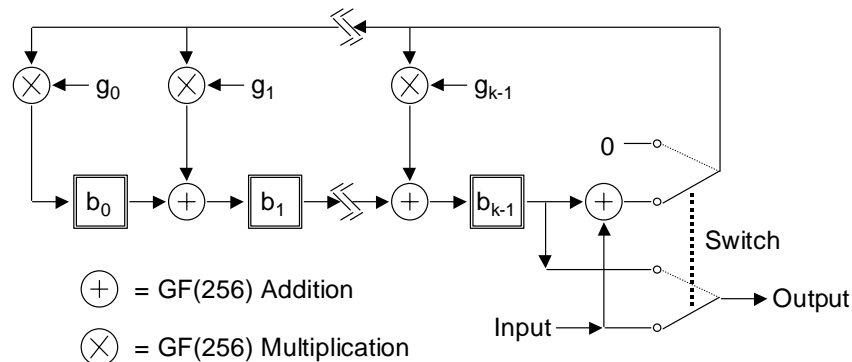 g₀ g₁ gₖ₋₁
0
b₀ b₁ bₖ₋₁
Switch
= GF(256) Addition
Input Output
= GF(256) Multiplication